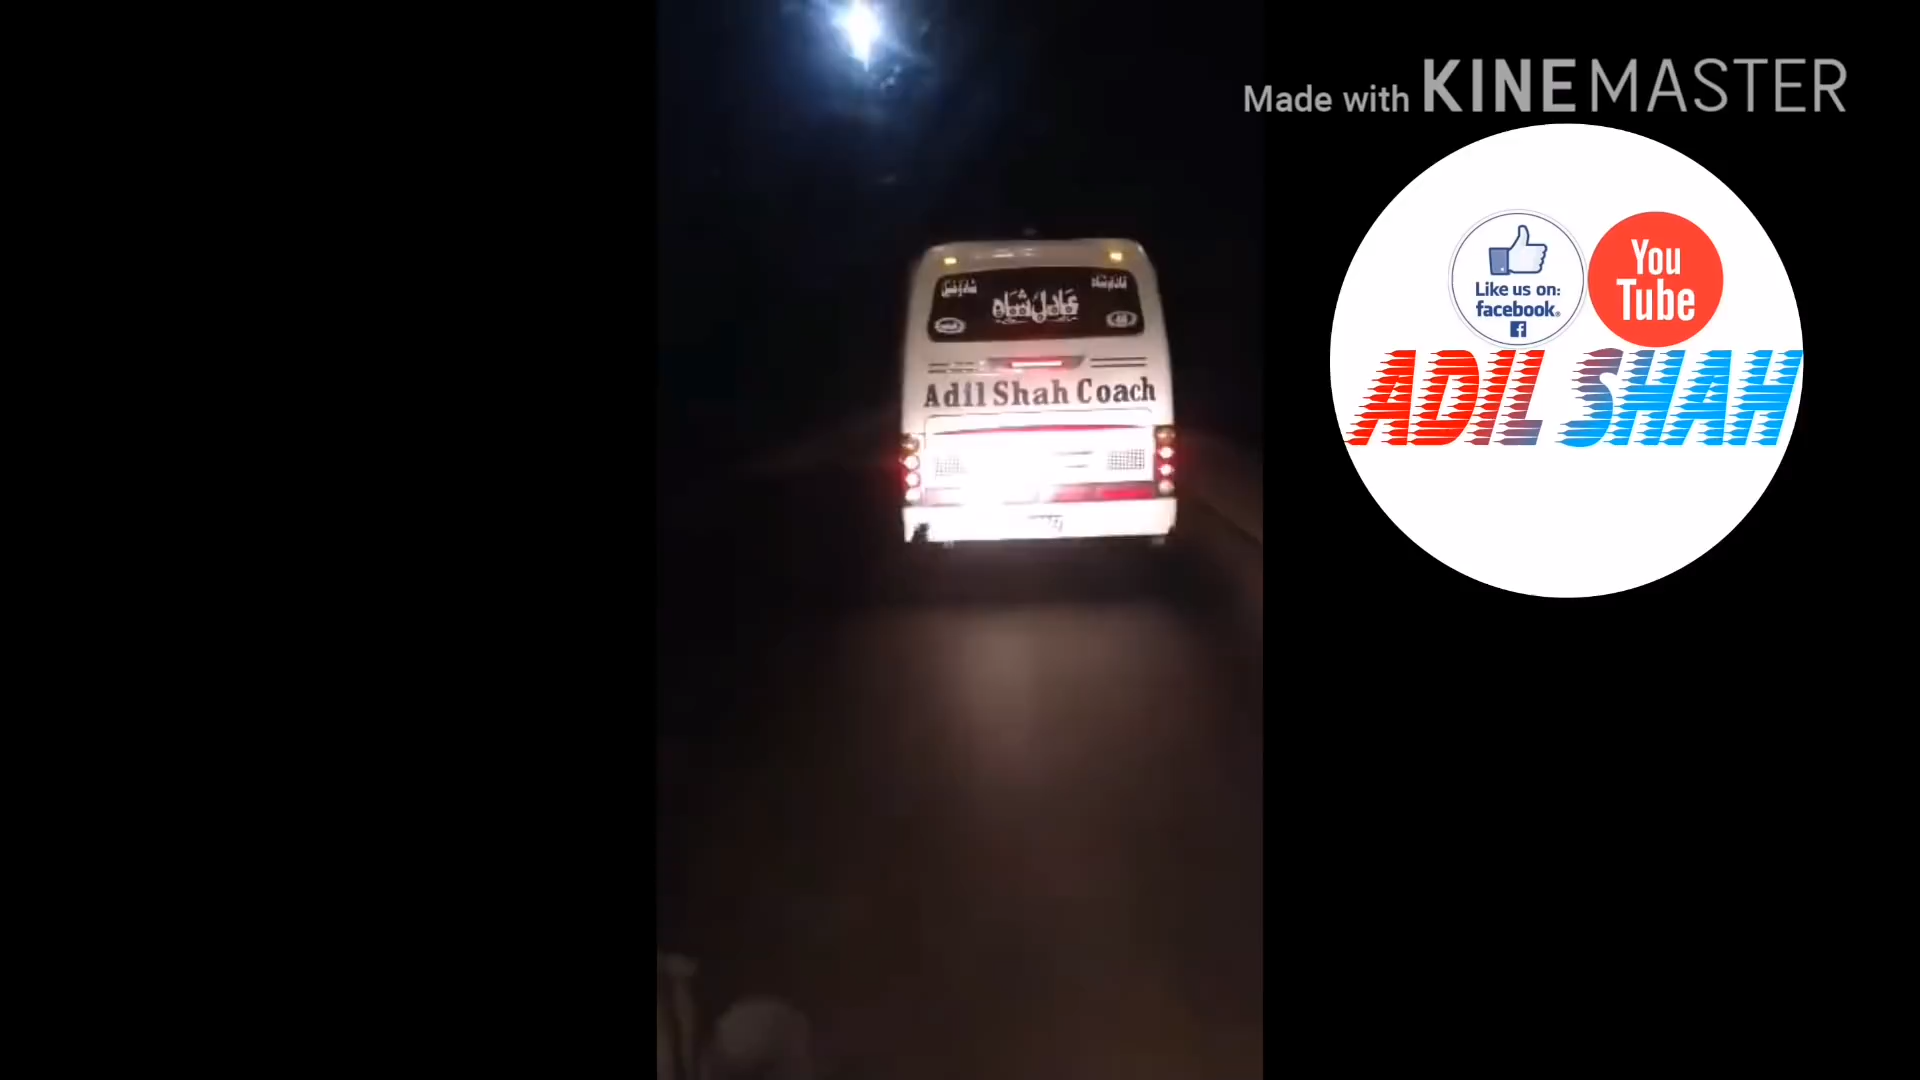 Made with KINEMASTER
Like us on:
facebook.
You
Tube
ADIL SHAH
عادل شاہ
Adil Shah Coach